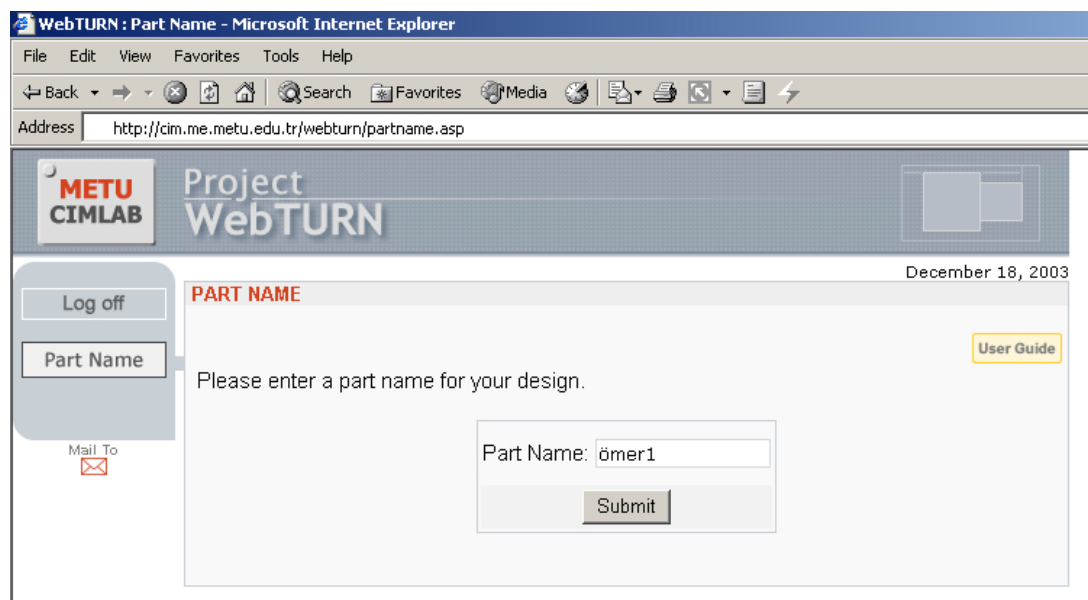 WebTURN : Part Name - Microsoft Internet Explorer
File Edit View Favorites Tools Help
Back Search Favorites Media
Address http://cim.me.metu.edu.tr/webturn/partname.asp
METU
CIMLAB
Project
WebTURN
December 18, 2003
Log off
Part Name
Mail To
PART NAME
User Guide
Please enter a part name for your design.
Part Name: ömer1
Submit